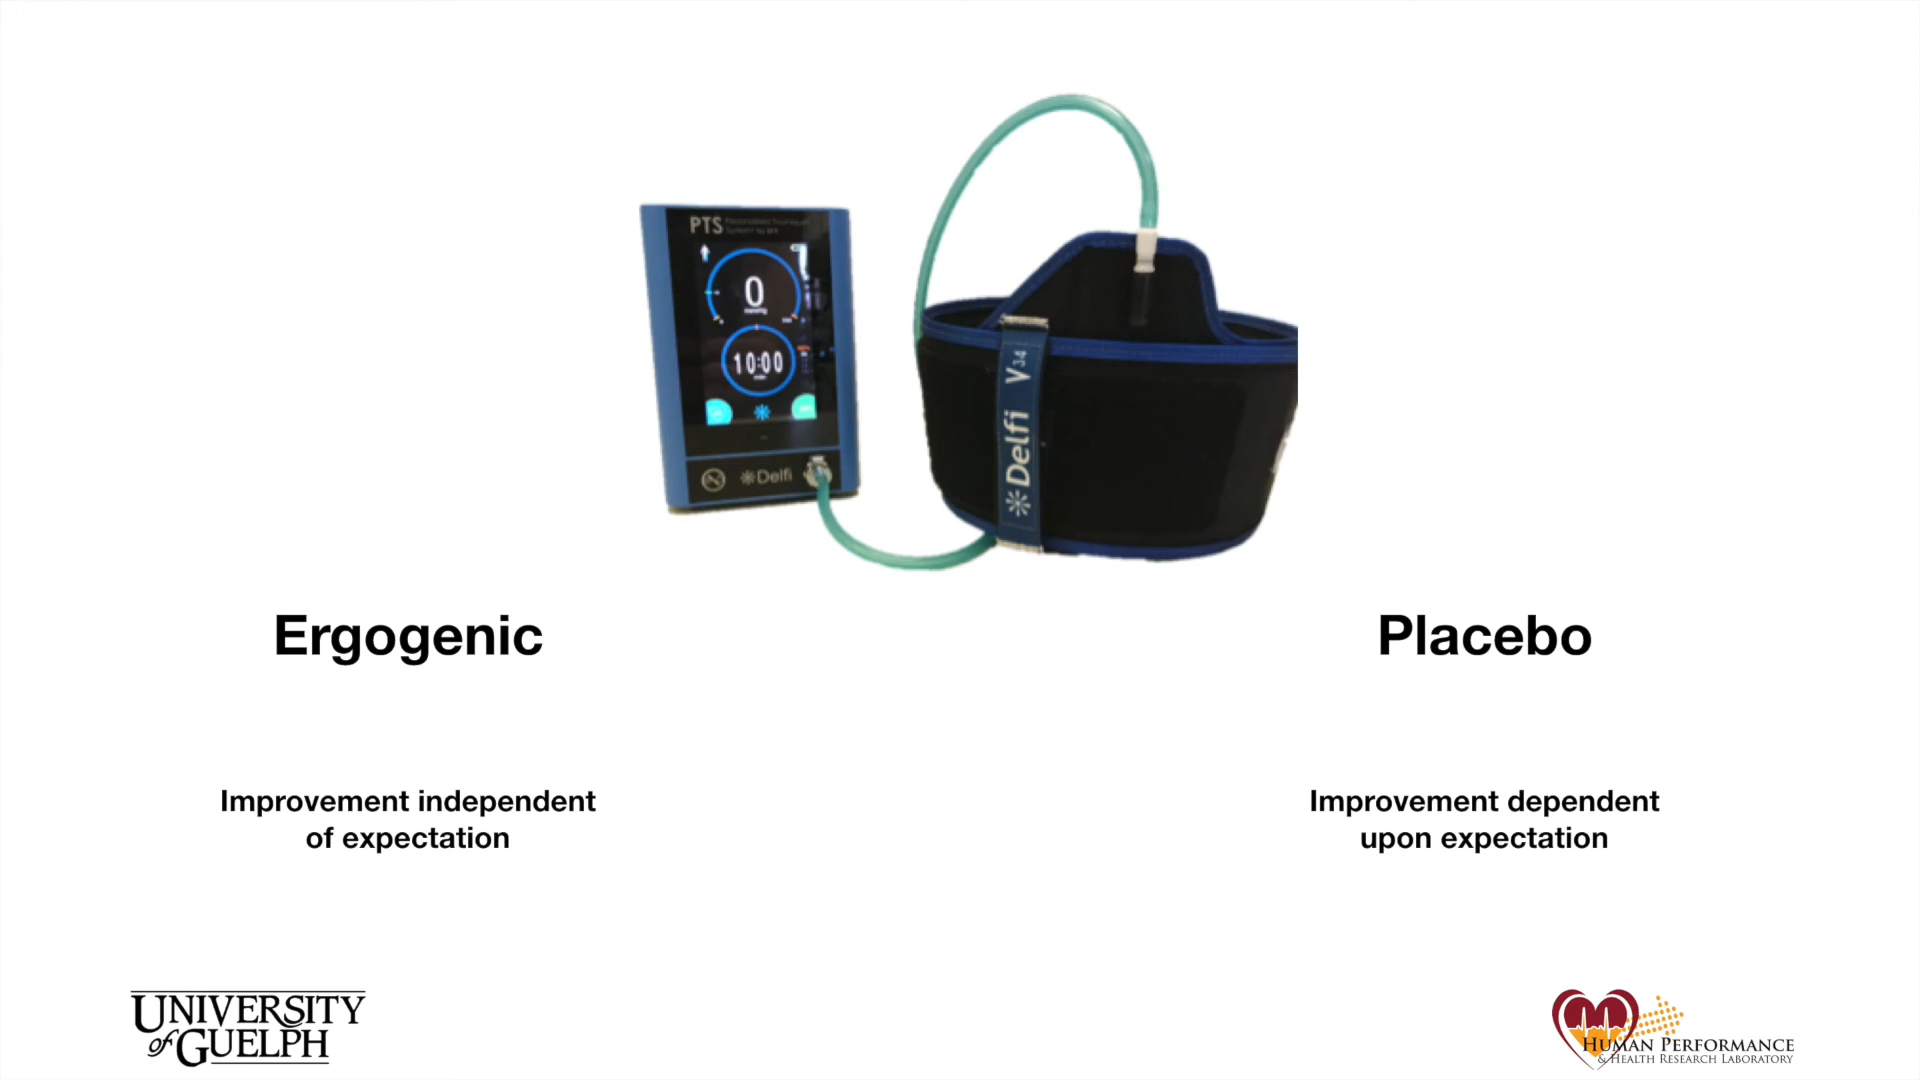 PTS
0
mmHg
10:00
Delfi
Delfi V34
Ergogenic
Placebo
Improvement independent
of expectation
Improvement dependent
upon expectation
UNIVERSITY
of GUELPH
HUMAN PERFORMANCE
& HEALTH RESEARCH LABORATORY